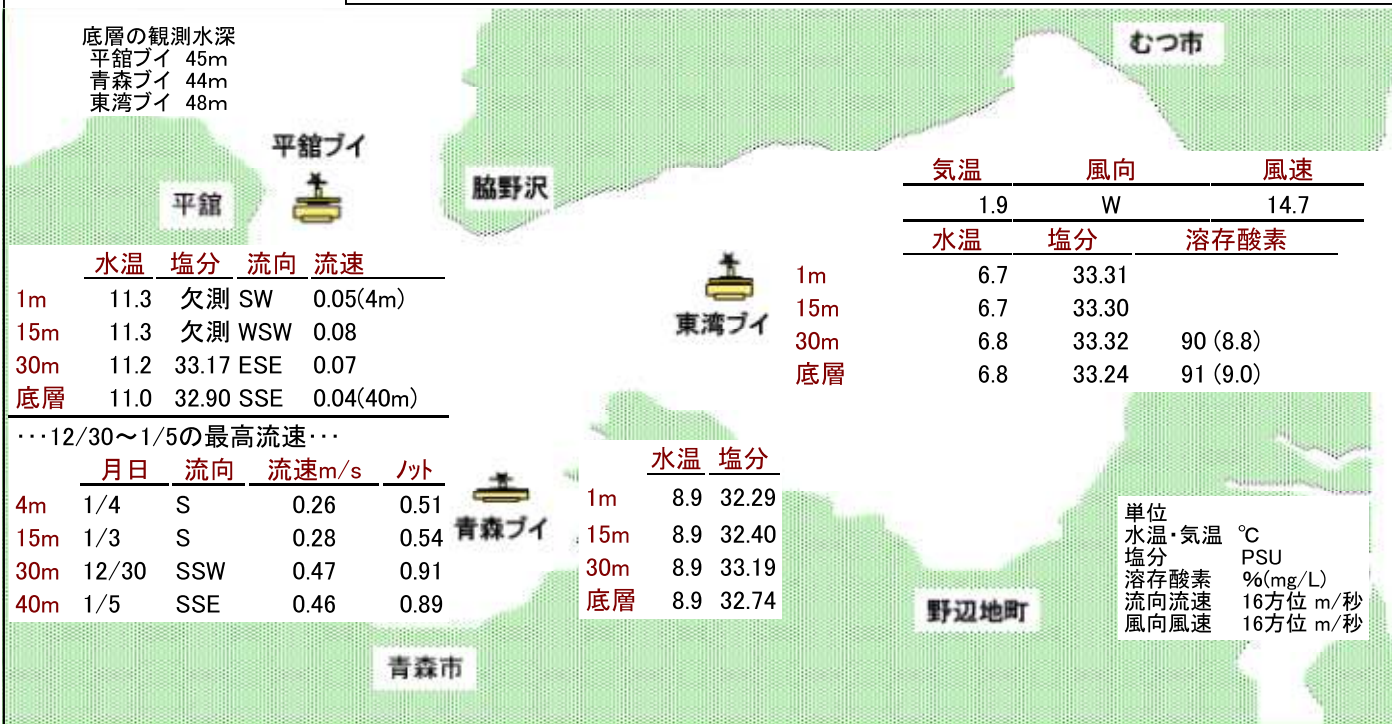 底層の観測水深
平舘ブイ 45m
青森ブイ 44m
東湾ブイ 48m
むつ市
平舘ブイ
脇野沢
平舘
気温 風向 風速
1.9 W 14.7
水温 塩分 溶存酸素
1m 6.7 33.31
15m 6.7 33.30
30m 6.8 33.32 90 (8.8)
底層 6.8 33.24 91 (9.0)
東湾ブイ
水温 塩分 流向 流速
1m 11.3 欠測 SW 0.05(4m)
15m 11.3 欠測 WSW 0.08
30m 11.2 33.17 ESE 0.07
底層 11.0 32.90 SSE 0.04(40m)
･･･12/30～1/5の最高流速･･･
月日 流向 流速m/s ﾉｯﾄ
4m 1/4 S 0.26 0.51
15m 1/3 S 0.28 0.54
30m 12/30 SSW 0.47 0.91
40m 1/5 SSE 0.46 0.89
青森ブイ
水温 塩分
1m 8.9 32.29
15m 8.9 32.40
30m 8.9 33.19
底層 8.9 32.74
単位
水温・気温 ℃
塩分 PSU
溶存酸素 %(mg/L)
流向流速 16方位 m/秒
風向風速 16方位 m/秒
野辺地町
青森市